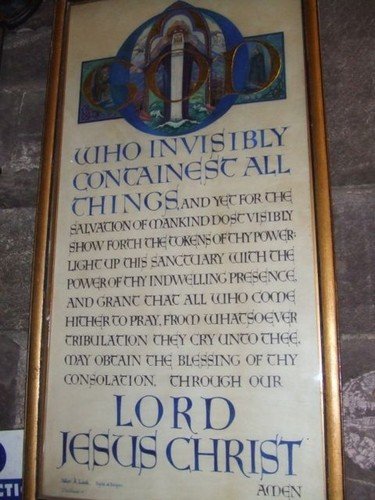 GOD
WHO INVISIBLY
CONTAINEST ALL
THINGS, AND YET FOR THE
SALVATION OF MANKIND DOST VISIBLY
SHOW FORTH THE TOKENS OF THY POWER:
LIGHT UP THIS SANCTUARY WITH THE
POWER OF THY INDWELLING PRESENCE,
AND GRANT THAT ALL WHO COME
HITHER TO PRAY, FROM WHATSOEVER
TRIBULATION THEY CRY UNTO THEE,
MAY OBTAIN THE BLESSING OF THY
CONSOLATION. THROUGH OUR
LORD
JESUS CHRIST
AMEN